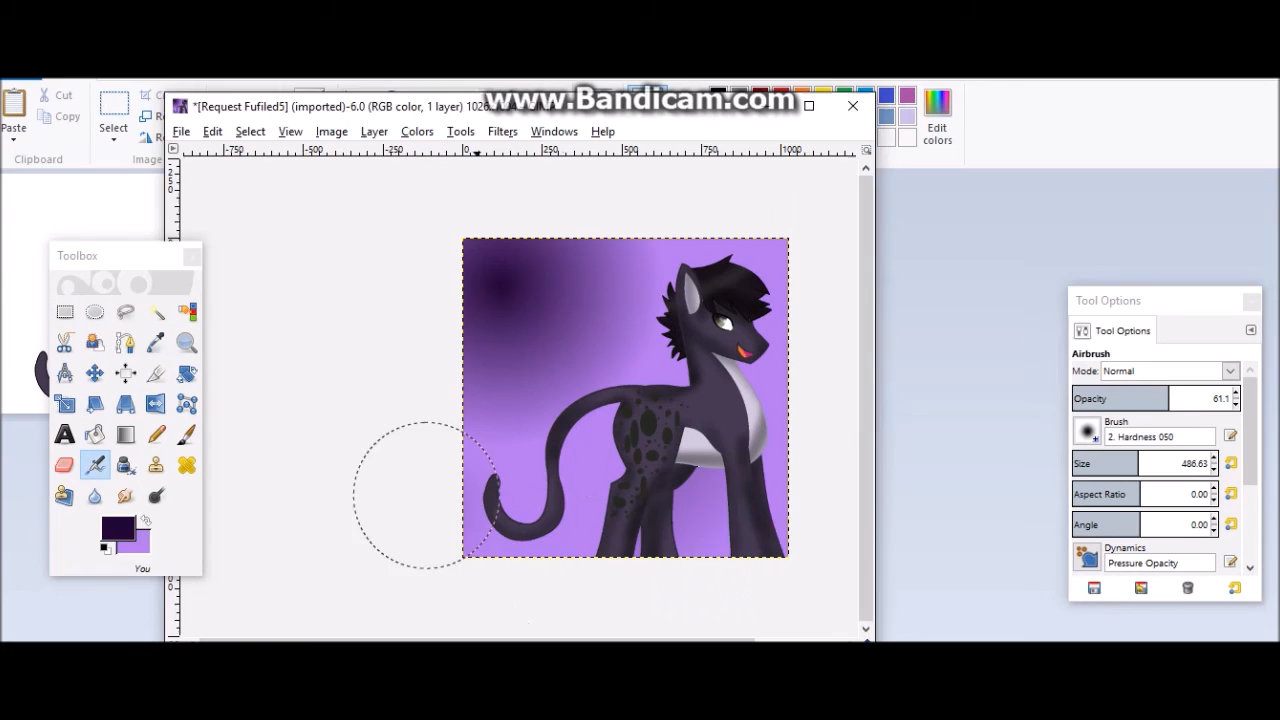 www.Bandicam.com
Cut
Copy
Paste
Clipboard
Select
Image
Edit
colors
*[Request Fufiled5] (imported)-6.0 (RGB color, 1 layer)
File Edit Select View Image Layer Colors Tools Filters Windows Help
-750 -500 -250 0 250 500 750 1000
Toolbox
You
Tool Options
Tool Options
Airbrush
Mode: Normal
Opacity 61.1
Brush
2. Hardness 050
Size 486.63
Aspect Ratio 0.00
Angle 0.00
Dynamics
Pressure Opacity